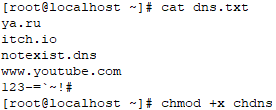 [root@localhost ~]# cat dns.txt
ya.ru
itch.io
notexist.dns
www.youtube.com
123-=`~!#
[root@localhost ~]# chmod +x chdns